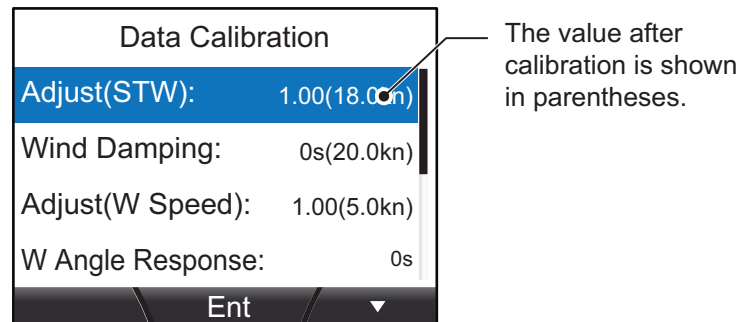 Data Calibration
Adjust(STW): 1.00(18.0kn)
Wind Damping: 0s(20.0kn)
Adjust(W Speed): 1.00(5.0kn)
W Angle Response: 0s
Ent
The value after
calibration is shown
in parentheses.